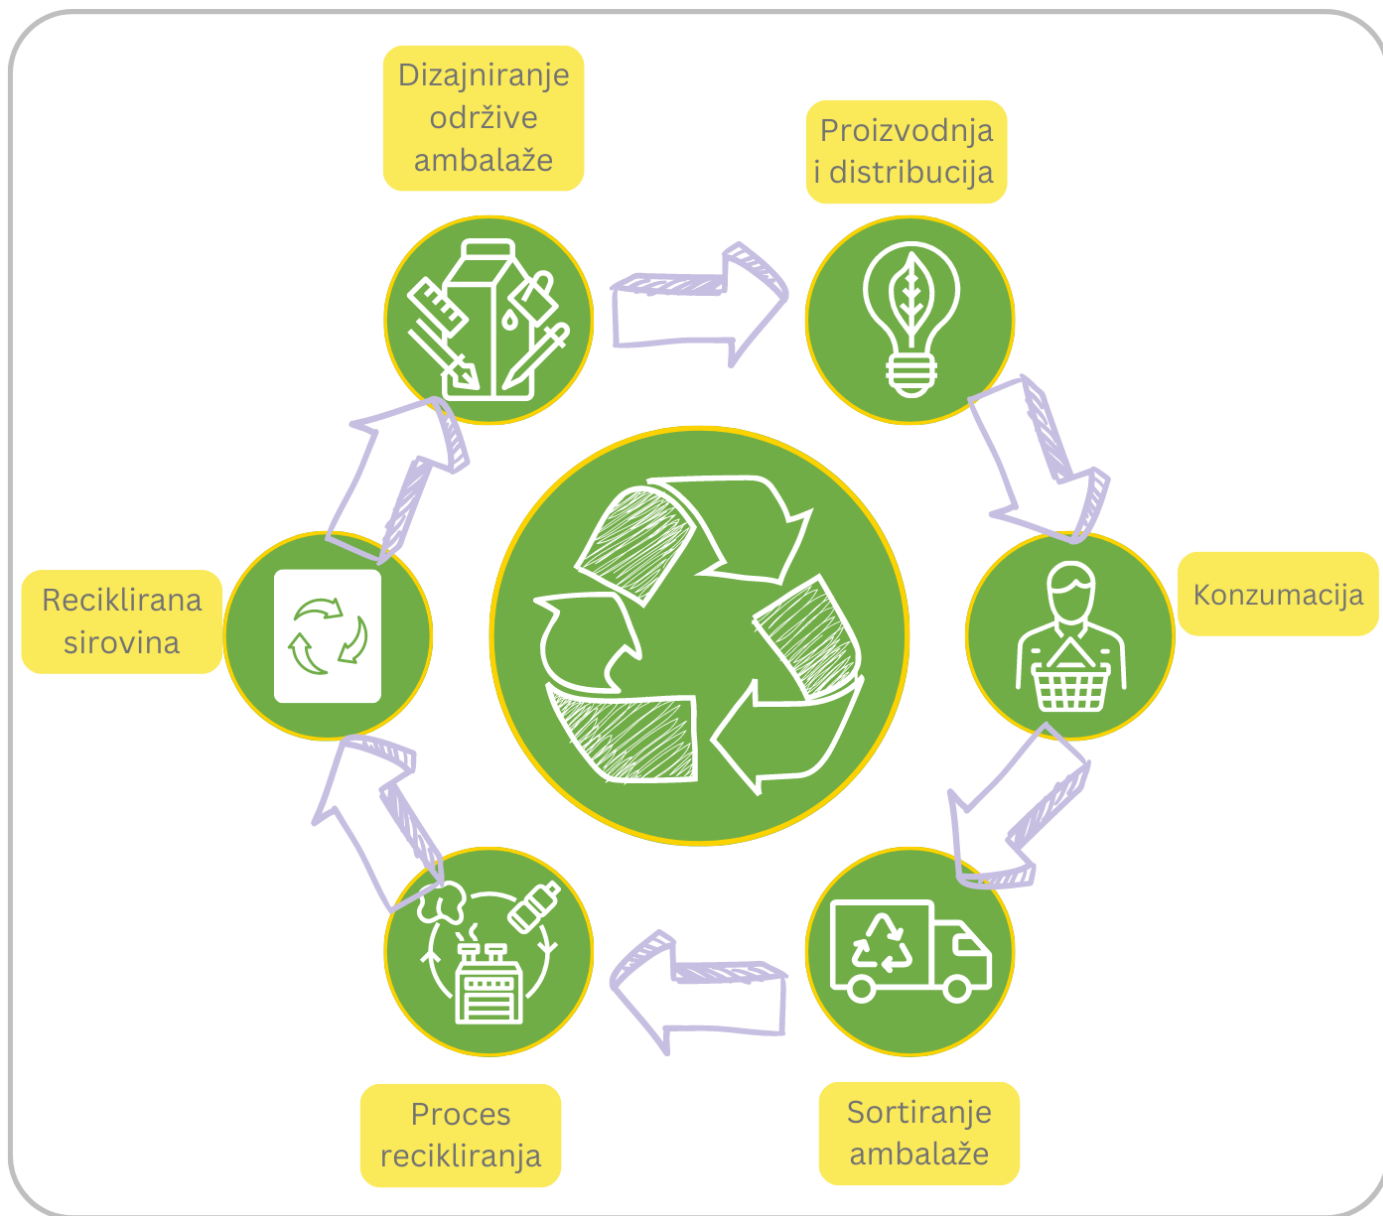 Dizajniranje
održive
ambalaže
Proizvodnja
i distribucija
Konzumacija
Sortiranje
ambalaže
Proces
recikliranja
Reciklirana
sirovina